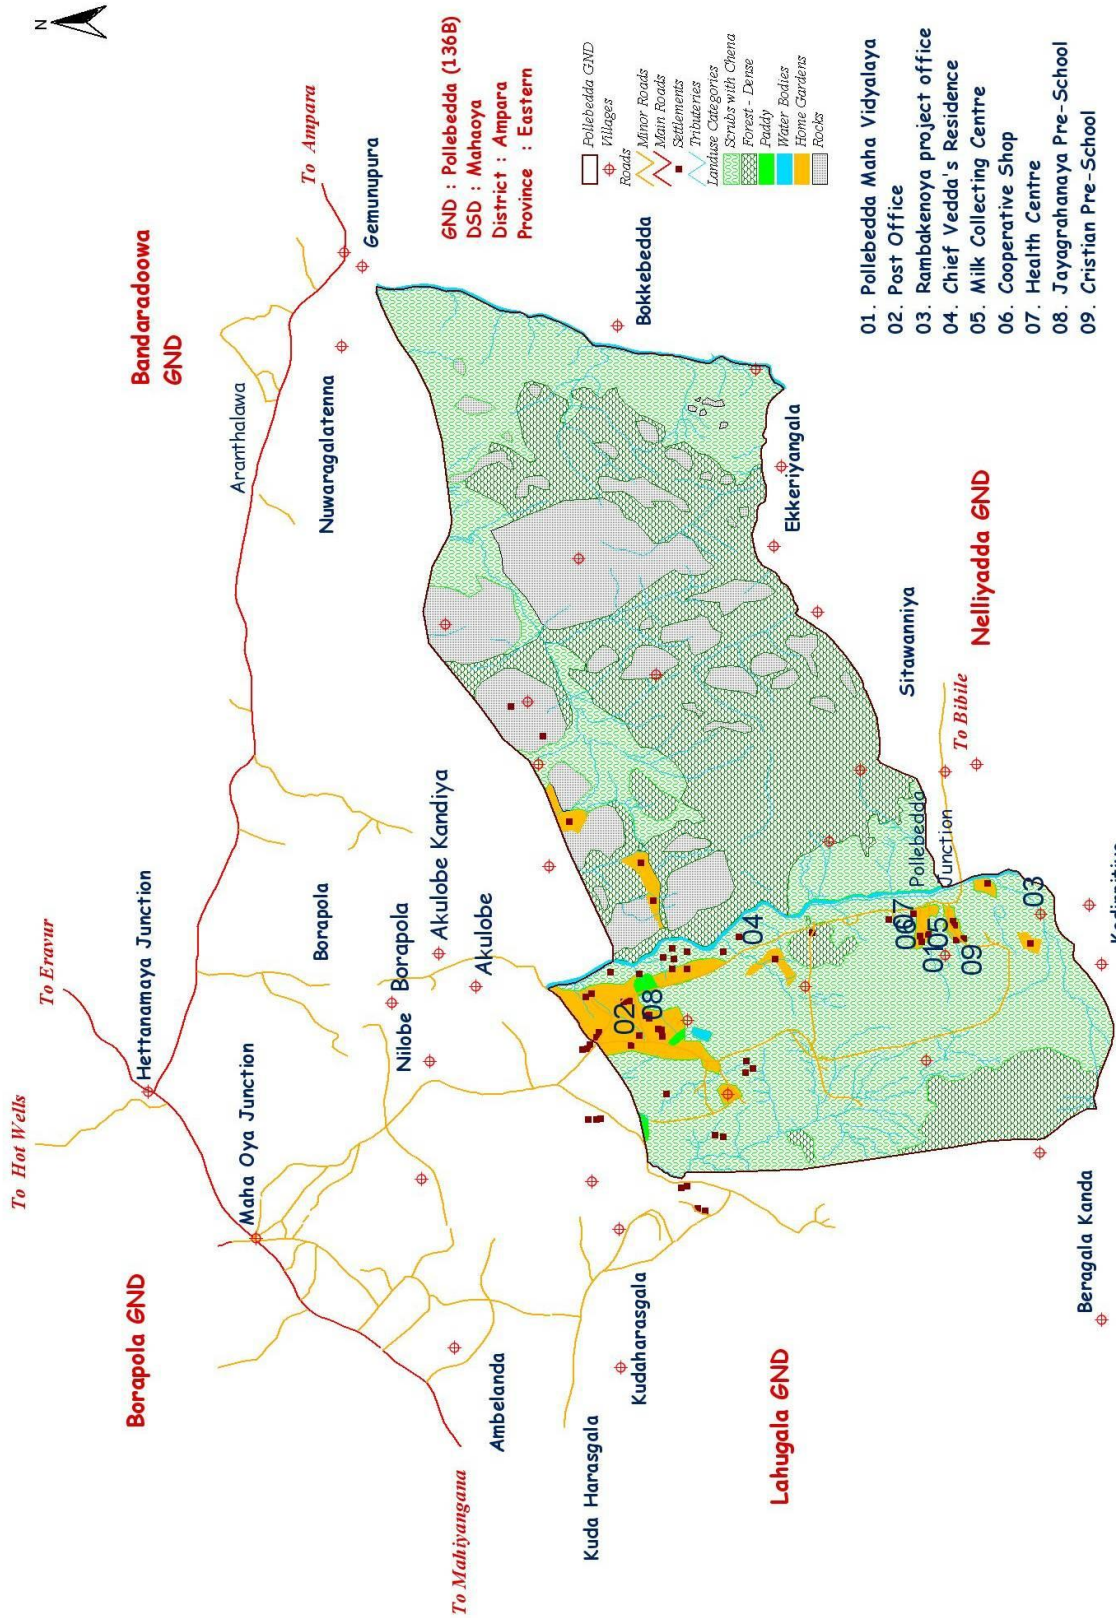 N
To Ampara
Gemunupura
Bandaradoowa
GND
Aranthalawa
Nuwaragalatenna
To Eravur
To Hot Wells
Hettanamaya Junction
Maha Oya Junction
Borapola GND
Borapola
Borapola
Nilobe
Akulobe Kandiya
Akulobe
Ambelanda
To Mahiyangana
Kuda Harasgala
Kudaharasgala
Lahugala GND
Beragala Kanda
Bokkebedda
Ekkeriyangala
Sitawanniya
Nelliyadda GND
To Bibile
Pollebedda
Junction
02
08
04
06
07
01
05
09
03
GND : Pollebedda (136B)
DSD : Mahaoya
District : Ampara
Province : Eastern
Pollebedda GND
Villages
Roads
Minor Roads
Main Roads
Settlements
Tributeries
Landuse Categories
Scrubs with Chena
Forest - Dense
Paddy
Water Bodies
Home Gardens
Rocks
01. Pollebedda Maha Vidyalaya
02. Post Office
03. Rambakenoya project office
04. Chief Vedda's Residence
05. Milk Collecting Centre
06. Cooperative Shop
07. Health Centre
08. Jayagrahanaya Pre-School
09. Cristian Pre-School